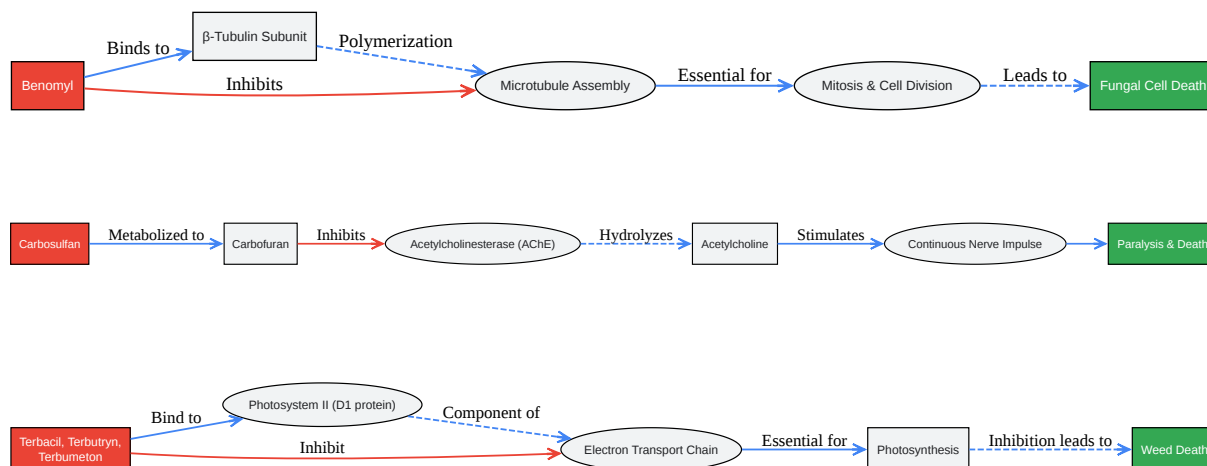 Benomyl
Binds to
β-Tubulin Subunit
Polymerization
Inhibits
Microtubule Assembly
Essential for
Mitosis & Cell Division
Leads to
Fungal Cell Death
Carbosulfan
Metabolized to
Carbofuran
Inhibits
Acetylcholinesterase (AChE)
Hydrolyzes
Acetylcholine
Stimulates
Continuous Nerve Impulse
Paralysis & Death
Terbacil, Terbutryn,
Terbumeton
Bind to
Photosystem II (D1 protein)
Component of
Inhibit
Electron Transport Chain
Essential for
Photosynthesis
Inhibition leads to
Weed Death